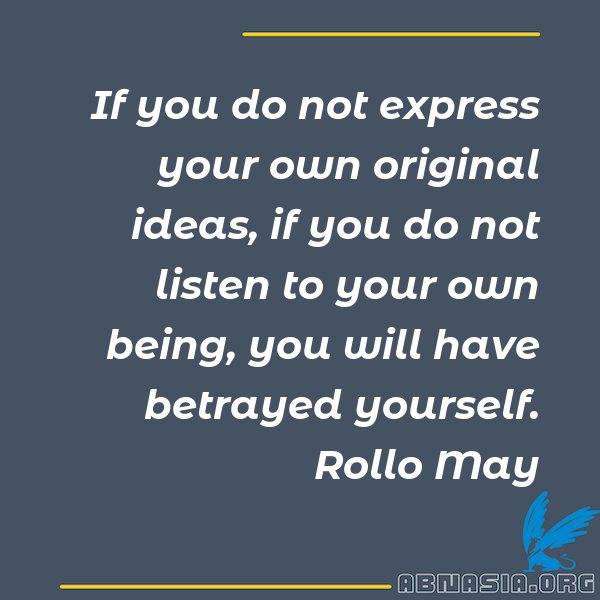 If you do not express
your own original
ideas, if you do not
listen to your own
being, you will have
betrayed yourself.
Rollo May
ABNASIA.ORG